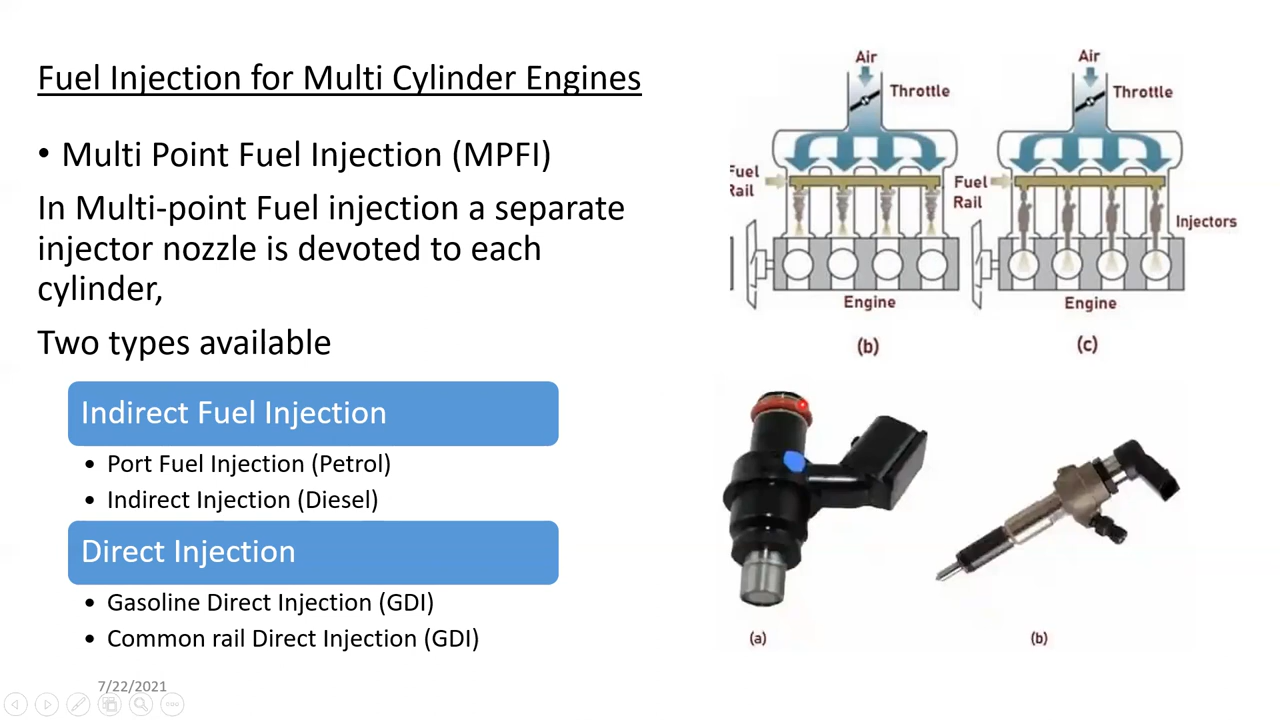 Fuel Injection for Multi Cylinder Engines
• Multi Point Fuel Injection (MPFI)
In Multi-point Fuel injection a separate
injector nozzle is devoted to each
cylinder,
Two types available
Indirect Fuel Injection
• Port Fuel Injection (Petrol)
• Indirect Injection (Diesel)
Direct Injection
• Gasoline Direct Injection (GDI)
• Common rail Direct Injection (GDI)
7/22/2021
Air
Throttle
Fuel
Rail
Engine
(b)
Air
Throttle
Fuel
Rail
Injectors
Engine
(c)
(a)
(b)